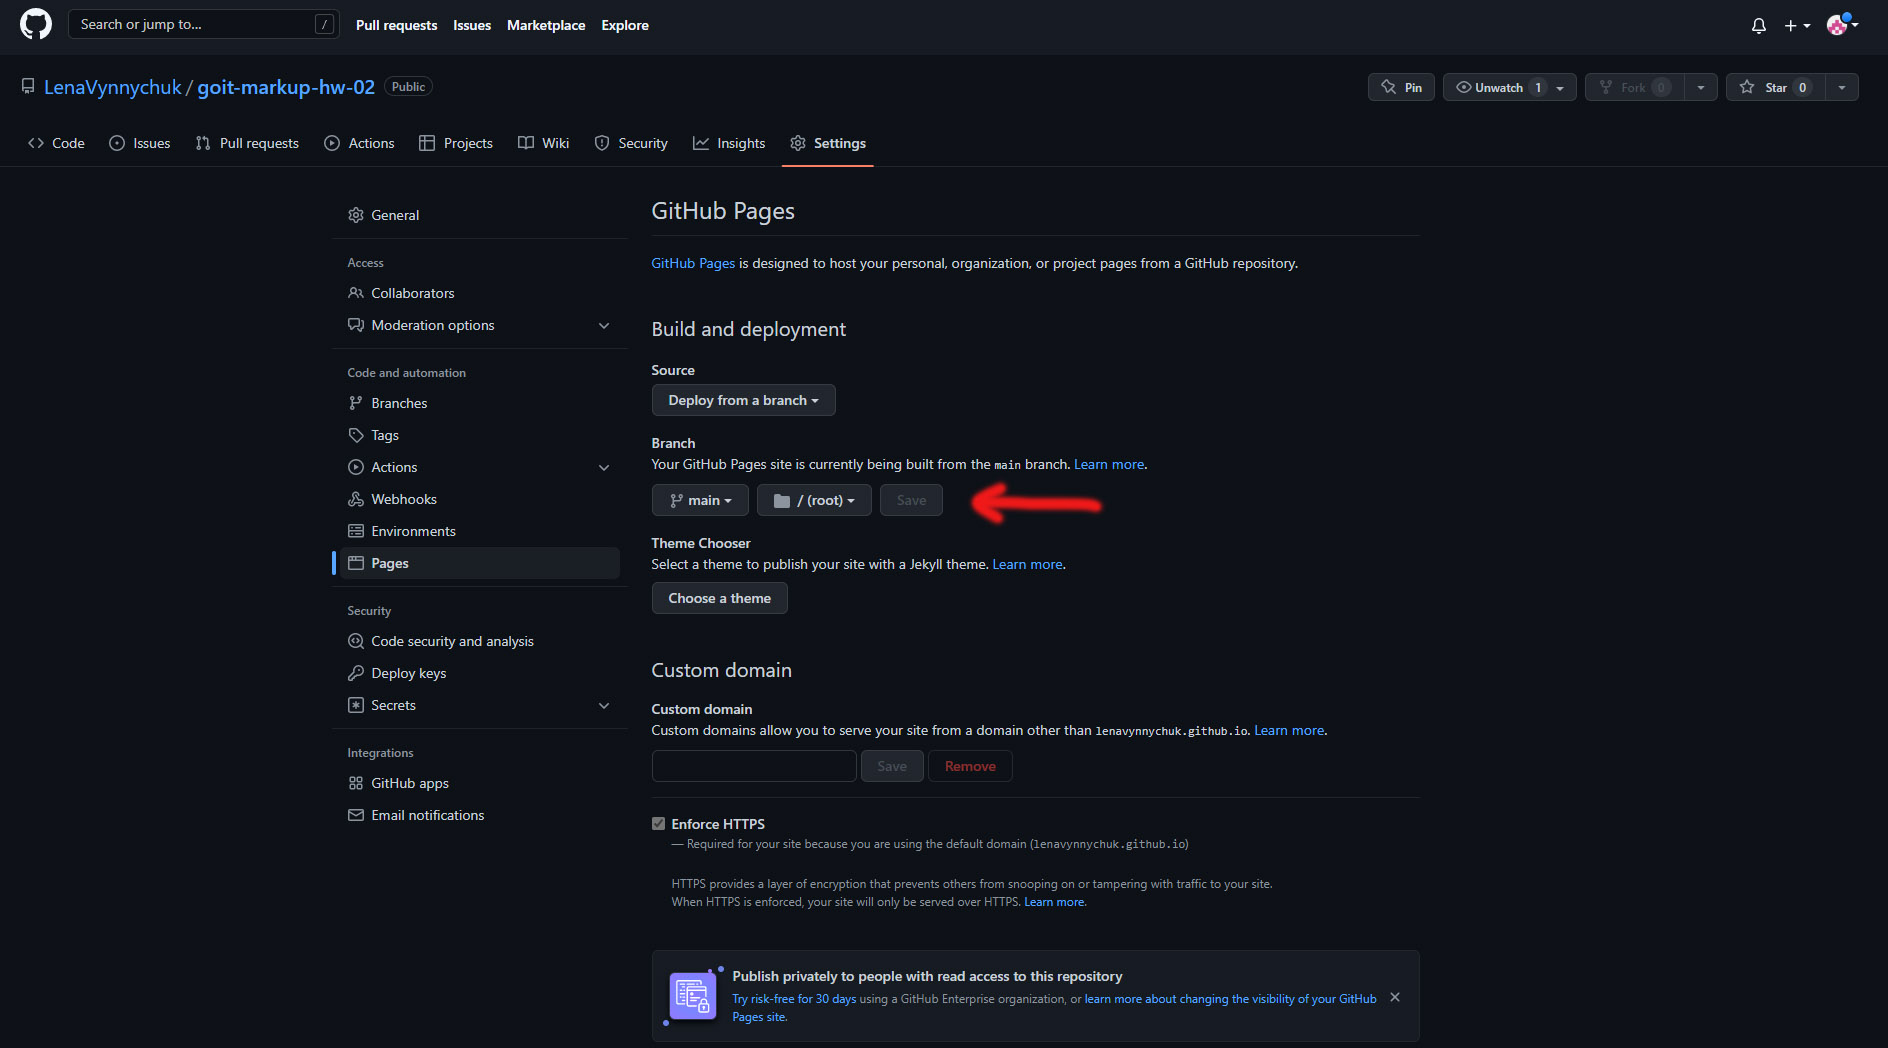 Search or jump to... /
Pull requests Issues Marketplace Explore
LenaVynnychuk / goit-markup-hw-02 Public
Pin Unwatch 1 Fork 0 Star 0
Code Issues Pull requests Actions Projects Wiki Security Insights Settings
General
Access
Collaborators
Moderation options
Code and automation
Branches
Tags
Actions
Webhooks
Environments
Pages
Security
Code security and analysis
Deploy keys
Secrets
Integrations
GitHub apps
Email notifications
GitHub Pages
GitHub Pages is designed to host your personal, organization, or project pages from a GitHub repository.
Build and deployment
Source
Deploy from a branch
Branch
Your GitHub Pages site is currently being built from the main branch. Learn more.
main / (root) Save
Theme Chooser
Select a theme to publish your site with a Jekyll theme. Learn more.
Choose a theme
Custom domain
Custom domain
Custom domains allow you to serve your site from a domain other than lenavynnychuk.github.io. Learn more.
Save Remove
Enforce HTTPS
— Required for your site because you are using the default domain (lenavynnychuk.github.io)
HTTPS provides a layer of encryption that prevents others from snooping on or tampering with traffic to your site.
When HTTPS is enforced, your site will only be served over HTTPS. Learn more.
Publish privately to people with read access to this repository
Try risk-free for 30 days using a GitHub Enterprise organization, or learn more about changing the visibility of your GitHub
Pages site.